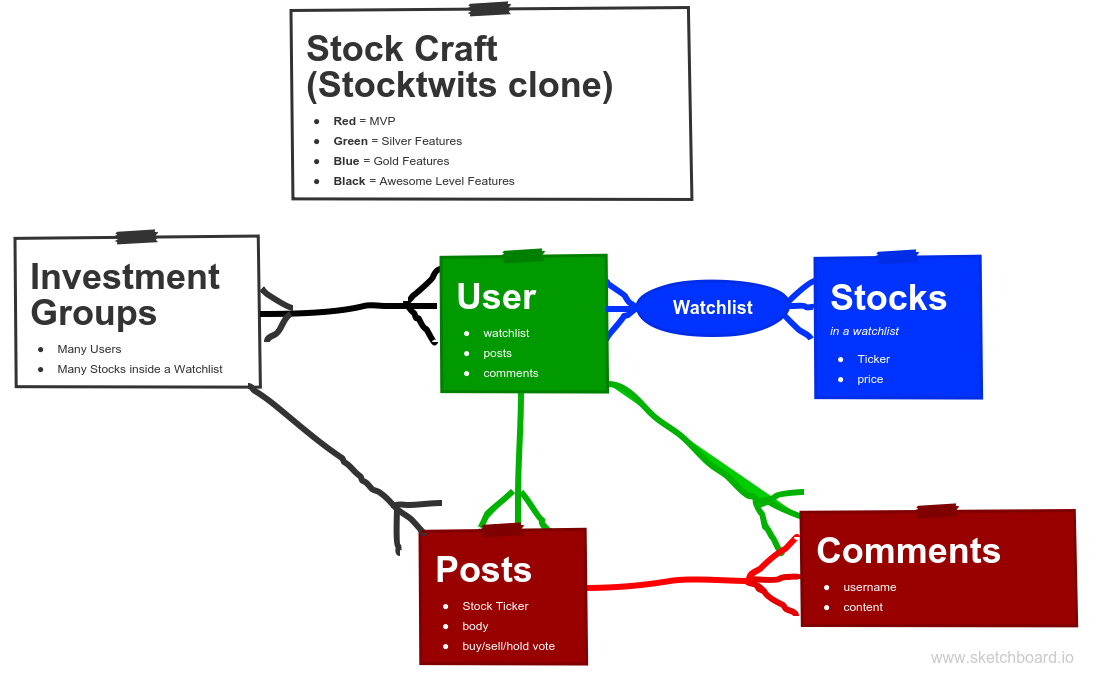 Stock Craft
(Stocktwits clone)
● Red = MVP
● Green = Silver Features
● Blue = Gold Features
● Black = Awesome Level Features
Investment
Groups
● Many Users
● Many Stocks inside a Watchlist
User
● watchlist
● posts
● comments
Watchlist
Stocks
in a watchlist
● Ticker
● price
Posts
● Stock Ticker
● body
● buy/sell/hold vote
Comments
● username
● content
www.sketchboard.io